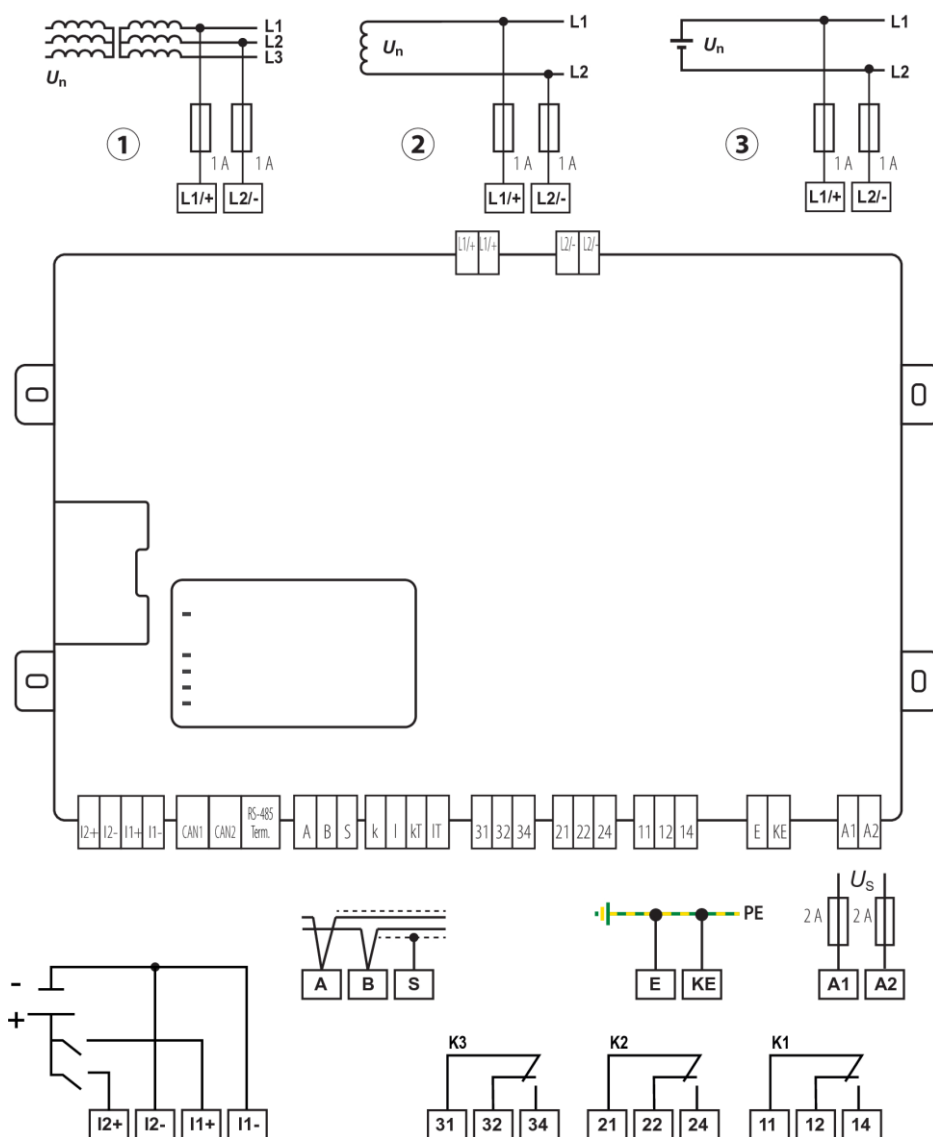 L1
L2
L3
Un
1
1 A 1 A
L1/+ L2/-
L1
Un
L2
2
1 A 1 A
L1/+ L2/-
L1
Un
L2
3
1 A 1 A
L1/+ L2/-
L1/+ L1/+ L2/- L2/-
I2+ I2- I1+ I1- CAN1 CAN2 RS-485 Term. A B S k l kT lT 31 32 34 21 22 24 11 12 14 E KE A1 A2
A B S
PE
E KE
US
2 A 2 A
A1 A2
-
+
I2+ I2- I1+ I1-
K3
31 32 34
K2
21 22 24
K1
11 12 14